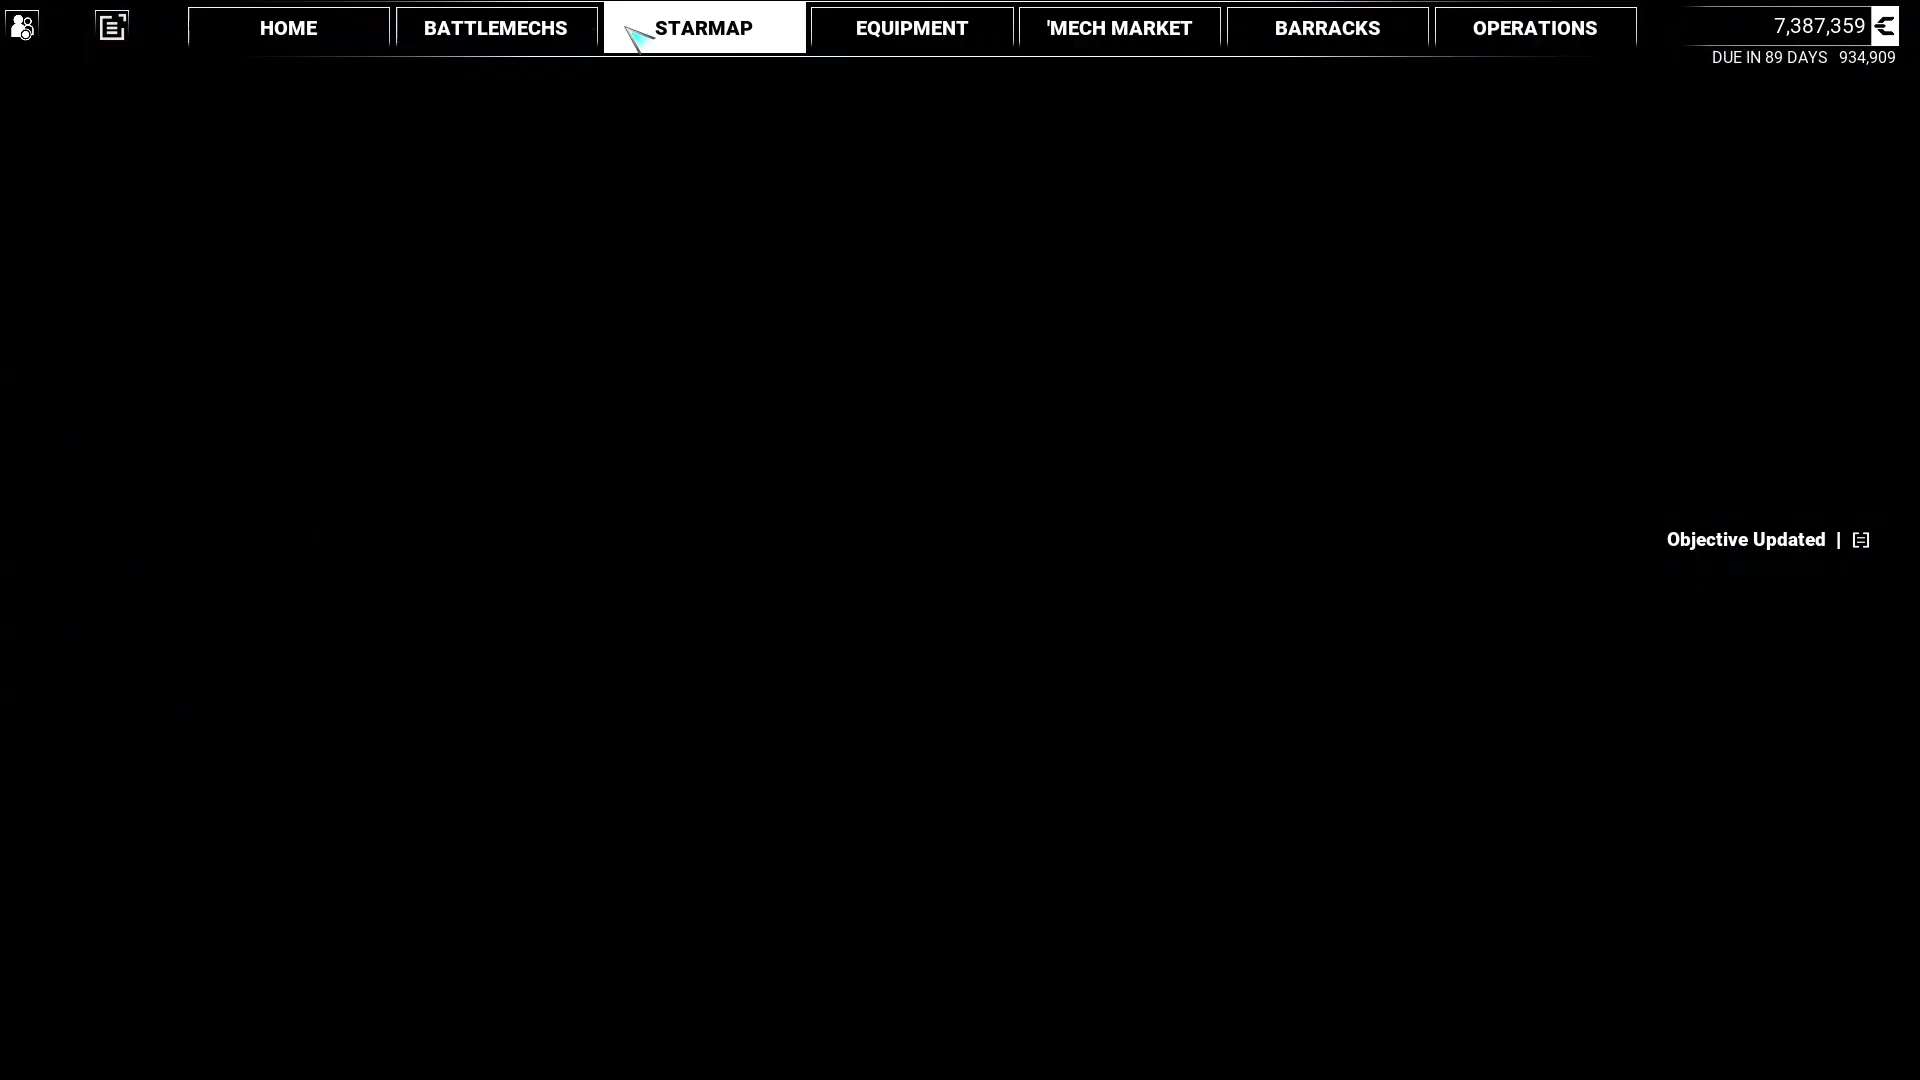 HOME
BATTLEMECHS
STARMAP
EQUIPMENT
'MECH MARKET
BARRACKS
OPERATIONS
7,387,359
DUE IN 89 DAYS 934,909
Objective Updated |